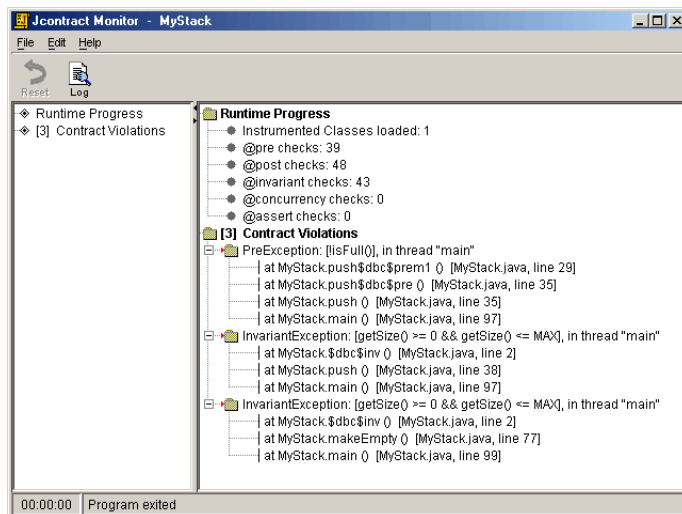 Jcontract Monitor - MyStack
File Edit Help
Reset Log
Runtime Progress
[3] Contract Violations
Runtime Progress
Instrumented Classes loaded: 1
@pre checks: 39
@post checks: 48
@invariant checks: 43
@concurrency checks: 0
@assert checks: 0
[3] Contract Violations
PreException: [!isFull()], in thread "main"
at MyStack.push$dbc$prem1 () [MyStack.java, line 29]
at MyStack.push$dbc$pre () [MyStack.java, line 35]
at MyStack.push () [MyStack.java, line 35]
at MyStack.main () [MyStack.java, line 97]
InvariantException: [getSize() >= 0 && getSize() <= MAX], in thread "main"
at MyStack.$dbc$inv () [MyStack.java, line 2]
at MyStack.push () [MyStack.java, line 38]
at MyStack.main () [MyStack.java, line 97]
InvariantException: [getSize() >= 0 && getSize() <= MAX], in thread "main"
at MyStack.$dbc$inv () [MyStack.java, line 2]
at MyStack.makeEmpty () [MyStack.java, line 77]
at MyStack.main () [MyStack.java, line 99]
00:00:00 Program exited